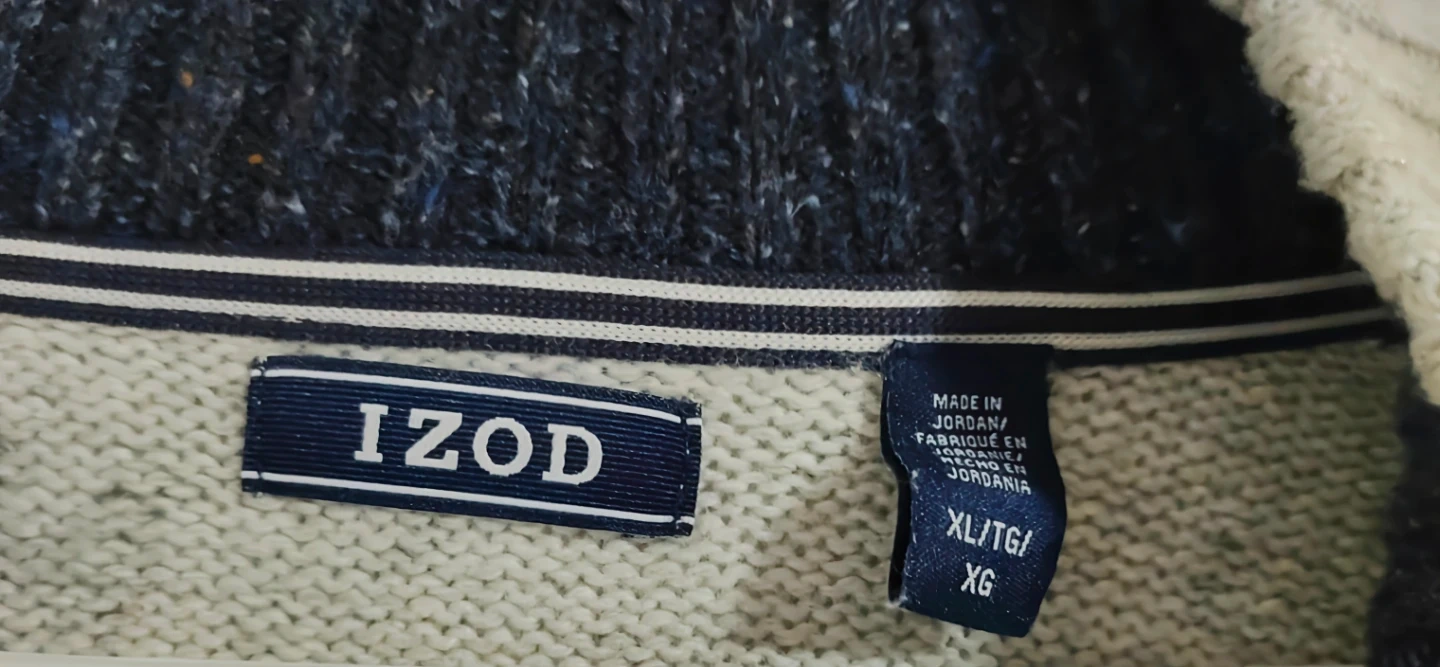 IZOD
MADE IN
JORDAN/
FABRIQUÉ EN
JORDANIE/
HECHO EN
JORDANIA
XL/TG/
XG